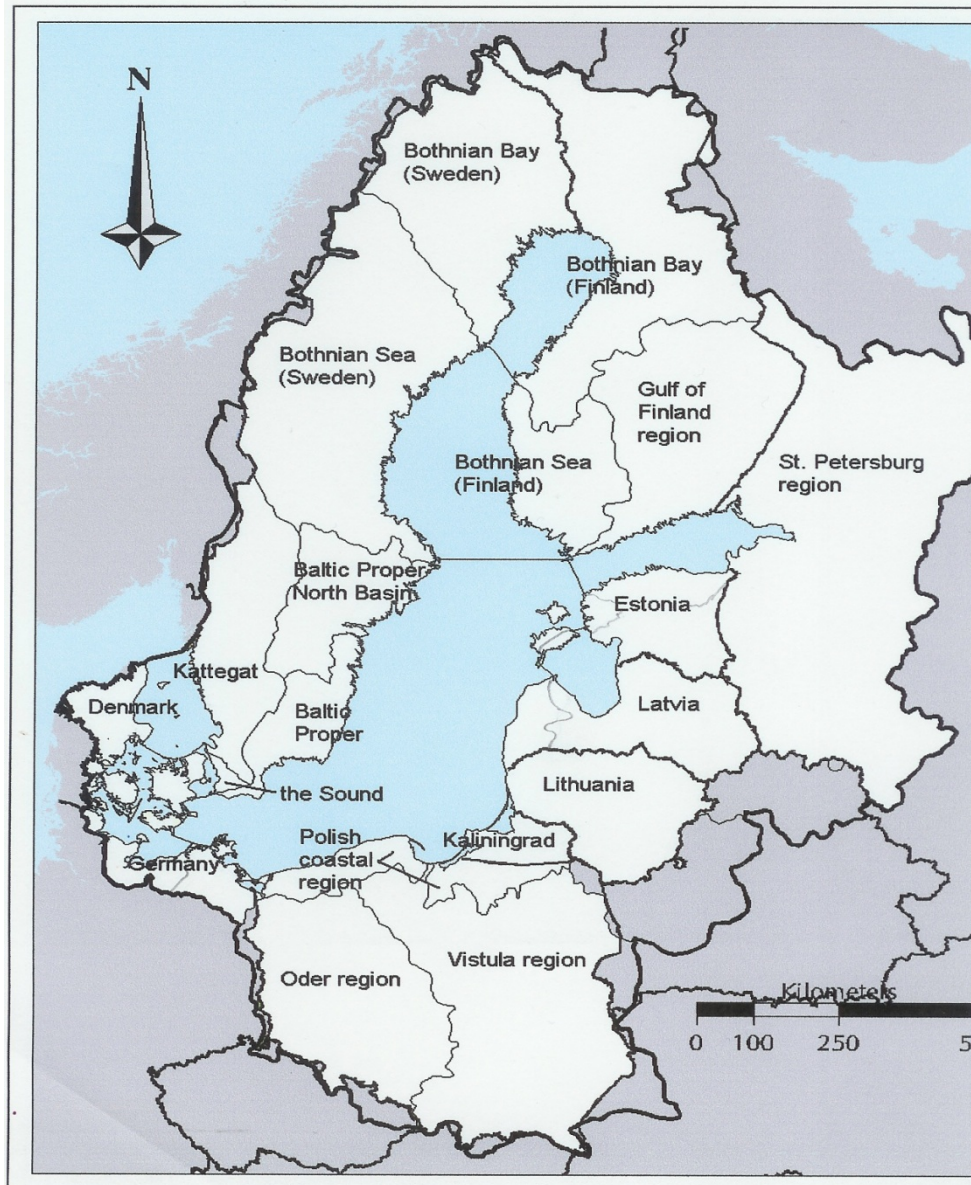 N
Bothnian Bay
(Sweden)
Bothnian Bay
(Finland)
Bothnian Sea
(Sweden)
Gulf of
Finland
region
Bothnian Sea
(Finland)
St. Petersburg
region
Baltic Proper
North Basin
Estonia
Kattegat
Denmark
Baltic
Proper
Latvia
the Sound
Lithuania
Polish
coastal
region
Kaliningrad
Germany
Oder region
Vistula region
Kilometers
0 100 250 5